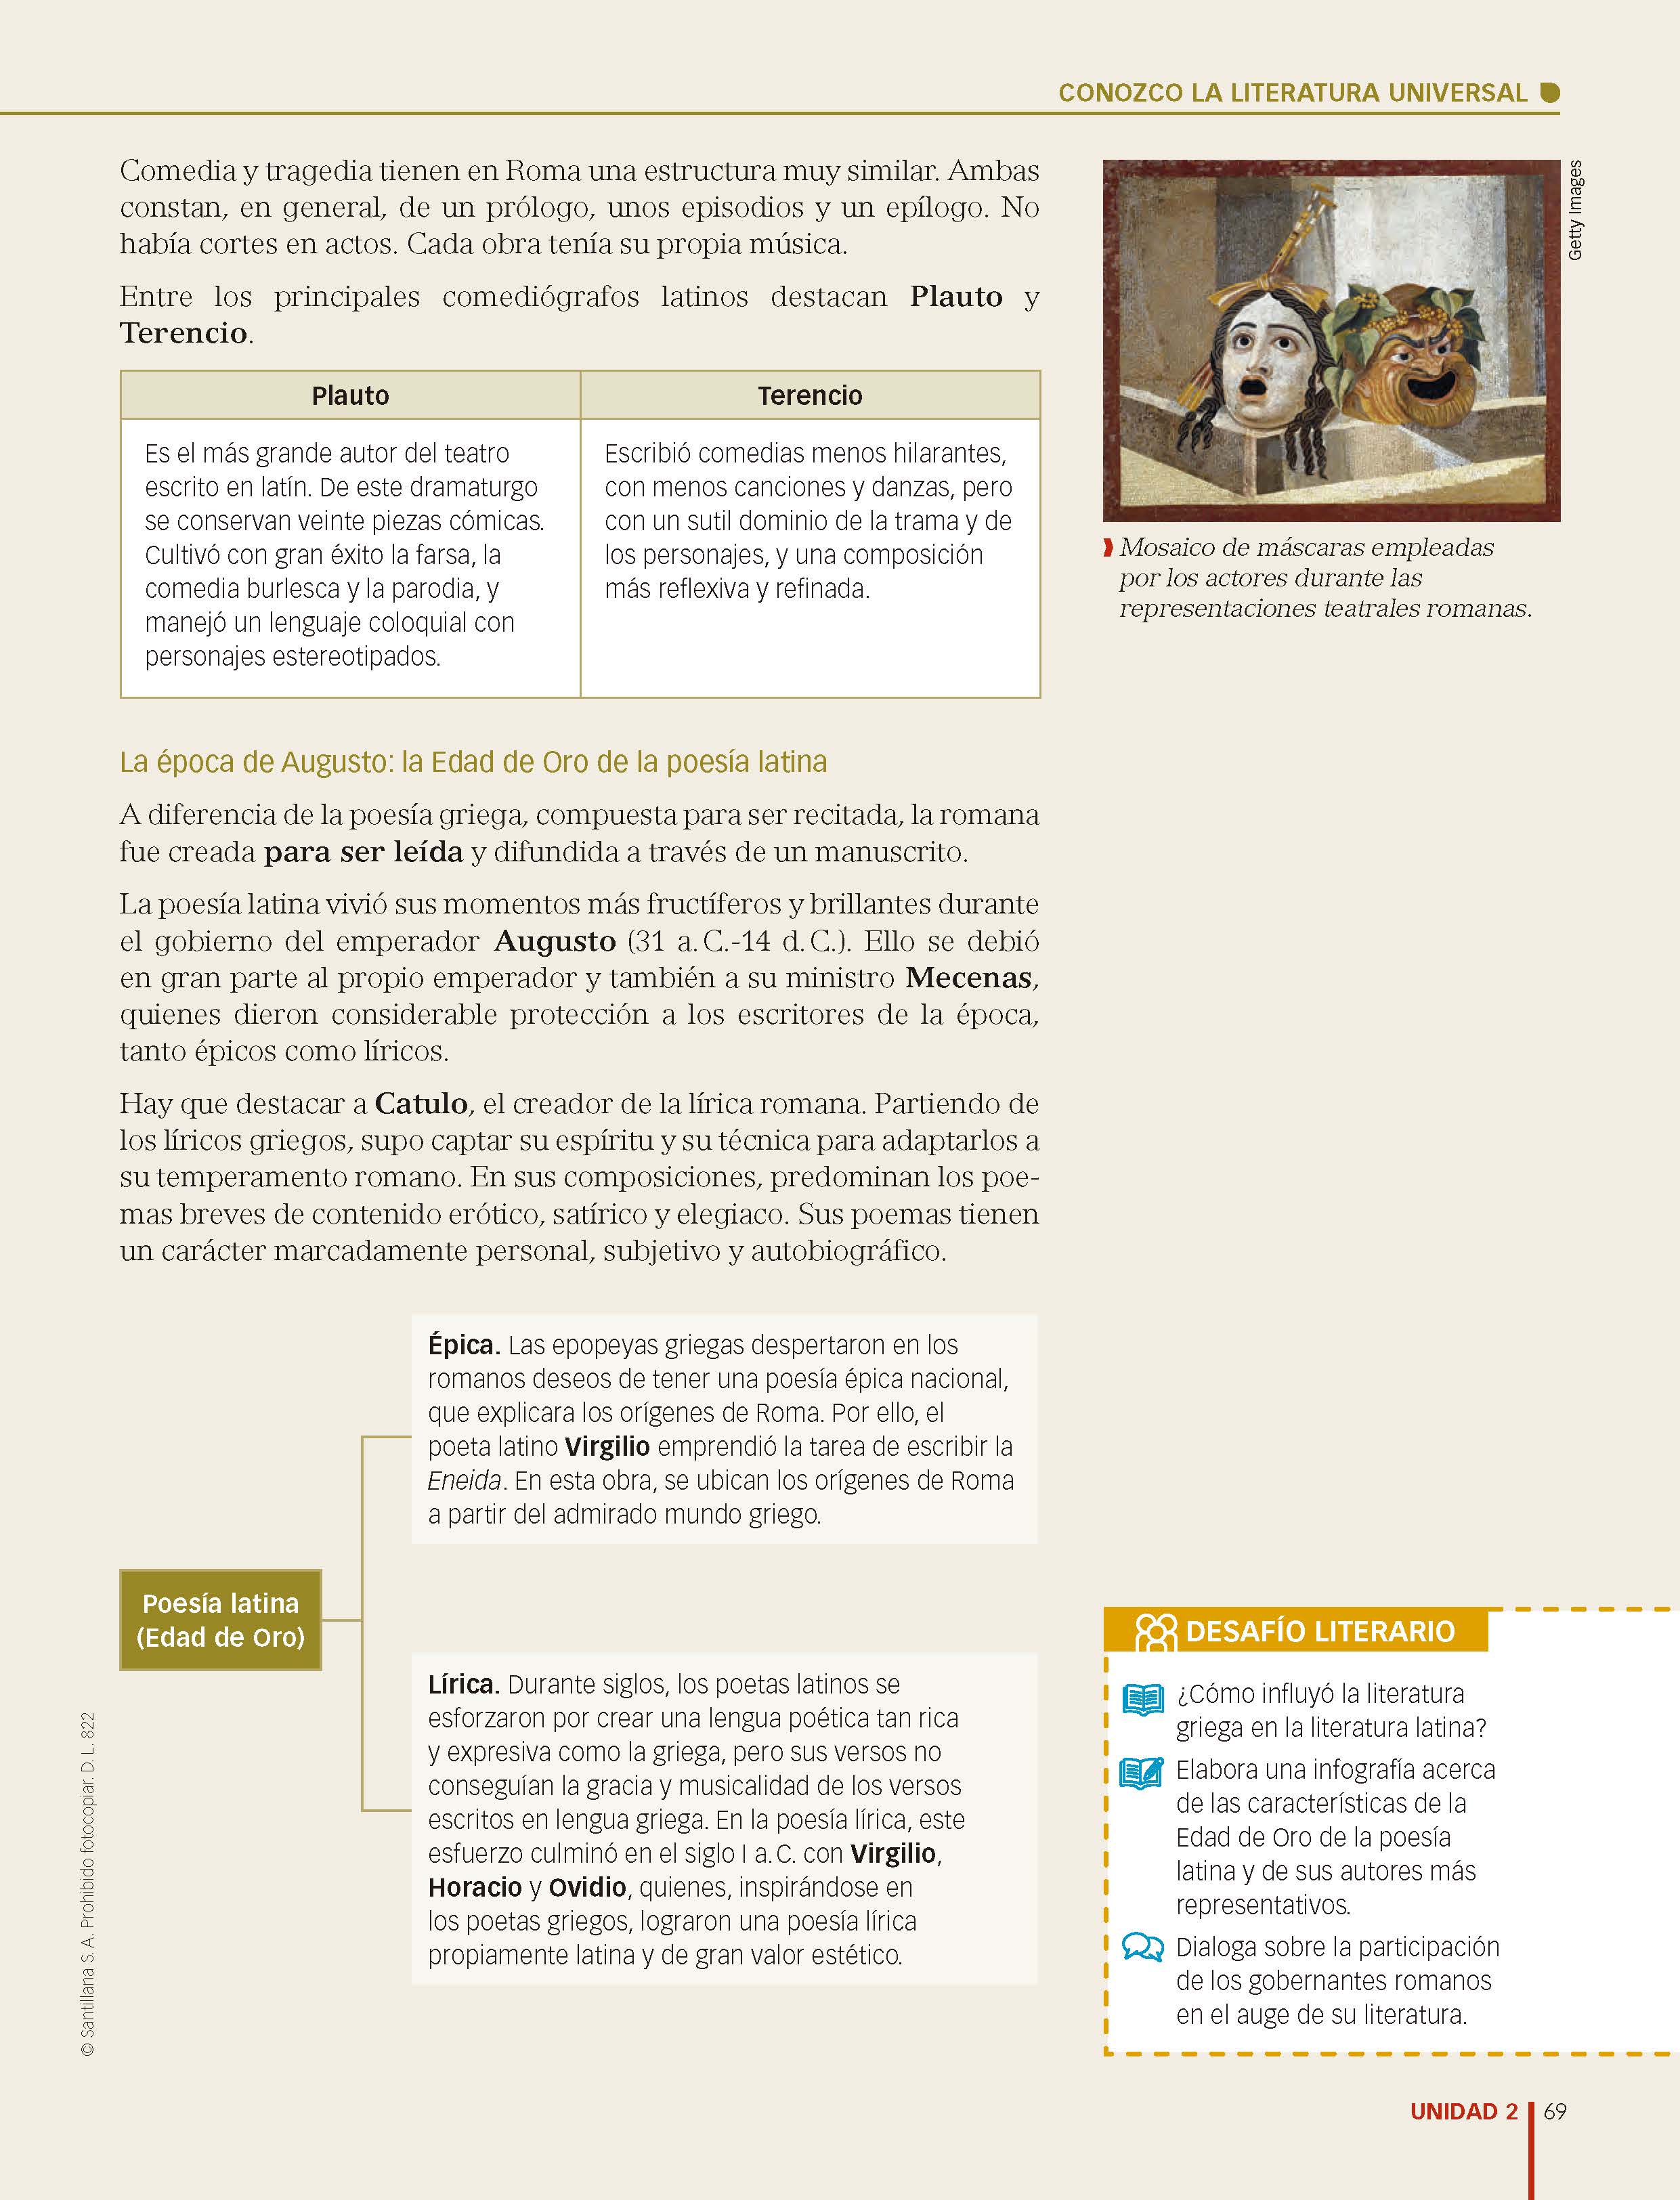 CONOZCO LA LITERATURA UNIVERSAL
Comedia y tragedia tienen en Roma una estructura muy similar. Ambas
constan, en general, de un prólogo, unos episodios y un epílogo. No
había cortes en actos. Cada obra tenía su propia música.
Entre los principales comediógrafos latinos destacan Plauto y
Terencio.
Plauto
Es el más grande autor del teatro
escrito en latín. De este dramaturgo
se conservan veinte piezas cómicas.
Cultivó con gran éxito la farsa, la
comedia burlesca y la parodia, y
manejó un lenguaje coloquial con
personajes estereotipados.
Terencio
Escribió comedias menos hilarantes,
con menos canciones y danzas, pero
con un sutil dominio de la trama y de
los personajes, y una composición
más reflexiva y refinada.
Getty Images
Mosaico de máscaras empleadas
por los actores durante las
representaciones teatrales romanas.
La época de Augusto: la Edad de Oro de la poesía latina
A diferencia de la poesía griega, compuesta para ser recitada, la romana
fue creada para ser leída y difundida a través de un manuscrito.
La poesía latina vivió sus momentos más fructíferos y brillantes durante
el gobierno del emperador Augusto (31 a. C.-14 d. C.). Ello se debió
en gran parte al propio emperador y también a su ministro Mecenas,
quienes dieron considerable protección a los escritores de la época,
tanto épicos como líricos.
Hay que destacar a Catulo, el creador de la lírica romana. Partiendo de
los líricos griegos, supo captar su espíritu y su técnica para adaptarlos a
su temperamento romano. En sus composiciones, predominan los poe-
mas breves de contenido erótico, satírico y elegiaco. Sus poemas tienen
un carácter marcadamente personal, subjetivo y autobiográfico.
Poesía latina
(Edad de Oro)
Épica. Las epopeyas griegas despertaron en los
romanos deseos de tener una poesía épica nacional,
que explicara los orígenes de Roma. Por ello, el
poeta latino Virgilio emprendió la tarea de escribir la
Eneida. En esta obra, se ubican los orígenes de Roma
a partir del admirado mundo griego.
Lírica. Durante siglos, los poetas latinos se
esforzaron por crear una lengua poética tan rica
y expresiva como la griega, pero sus versos no
conseguían la gracia y musicalidad de los versos
escritos en lengua griega. En la poesía lírica, este
esfuerzo culminó en el siglo I a. C. con Virgilio,
Horacio y Ovidio, quienes, inspirándose en
los poetas griegos, lograron una poesía lírica
propiamente latina y de gran valor estético.
DESAFÍO LITERARIO
¿Cómo influyó la literatura
griega en la literatura latina?
Elabora una infografía acerca
de las características de la
Edad de Oro de la poesía
latina y de sus autores más
representativos.
Dialoga sobre la participación
de los gobernantes romanos
en el auge de su literatura.
© Santillana S. A. Prohibido fotocopiar. D. L. 822
UNIDAD 2 69